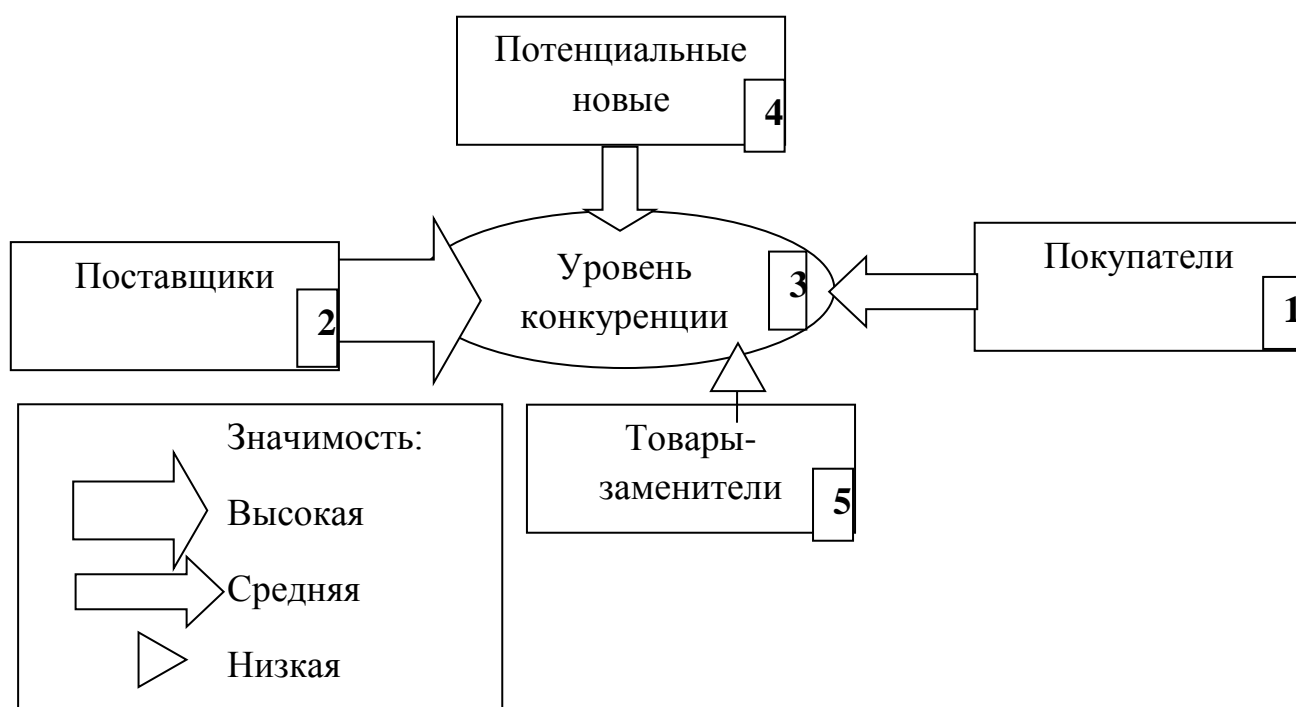 Потенциальные
новые
4
Поставщики
2
Уровень
конкуренции
3
Покупатели
1
Товары-
заменители
5
Значимость:
Высокая
Средняя
Низкая